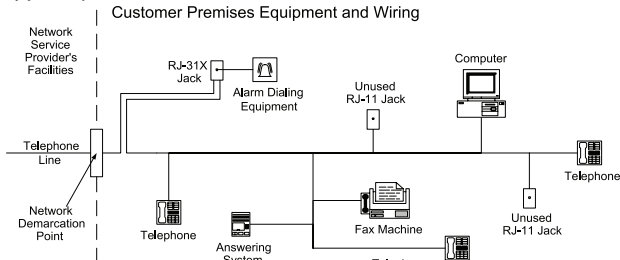 Customer Premises Equipment and Wiring
Network
Service
Provider's
Facilities
RJ-31X
Jack
Alarm Dialing
Equipment
Unused
RJ-11 Jack
Computer
Telephone
Line
Telephone
Network
Demarcation
Point
Telephone
Answering
System
Fax Machine
Unused
RJ-11 Jack